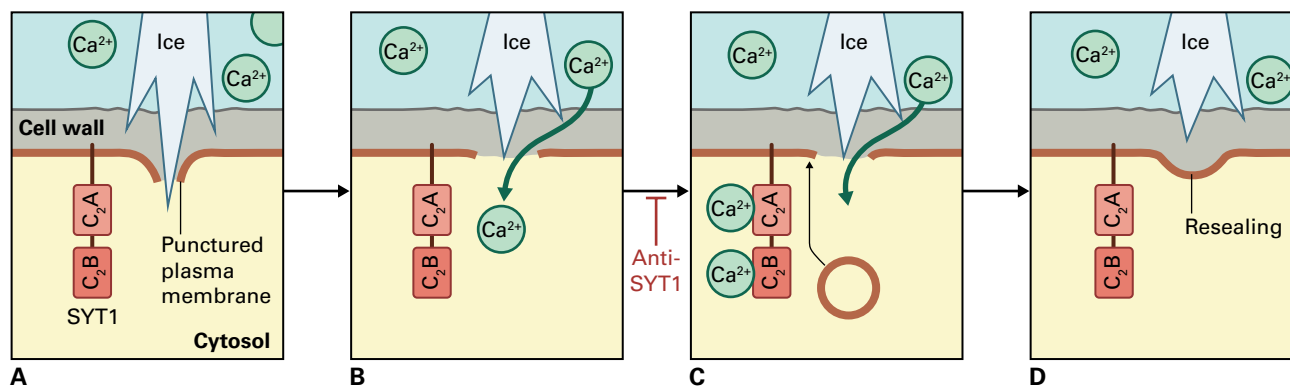 Ca²⁺
Ice
Ca²⁺
Cell wall
C₂A
C₂B
SYT1
Punctured
plasma
membrane
Cytosol
A
Ca²⁺
Ice
Ca²⁺
C₂A
C₂B
Ca²⁺
B
Anti-
SYT1
Ca²⁺
Ice
Ca²⁺
Ca²⁺
C₂A
Ca²⁺
C₂B
C
Ca²⁺
Ice
Ca²⁺
C₂A
C₂B
Resealing
D